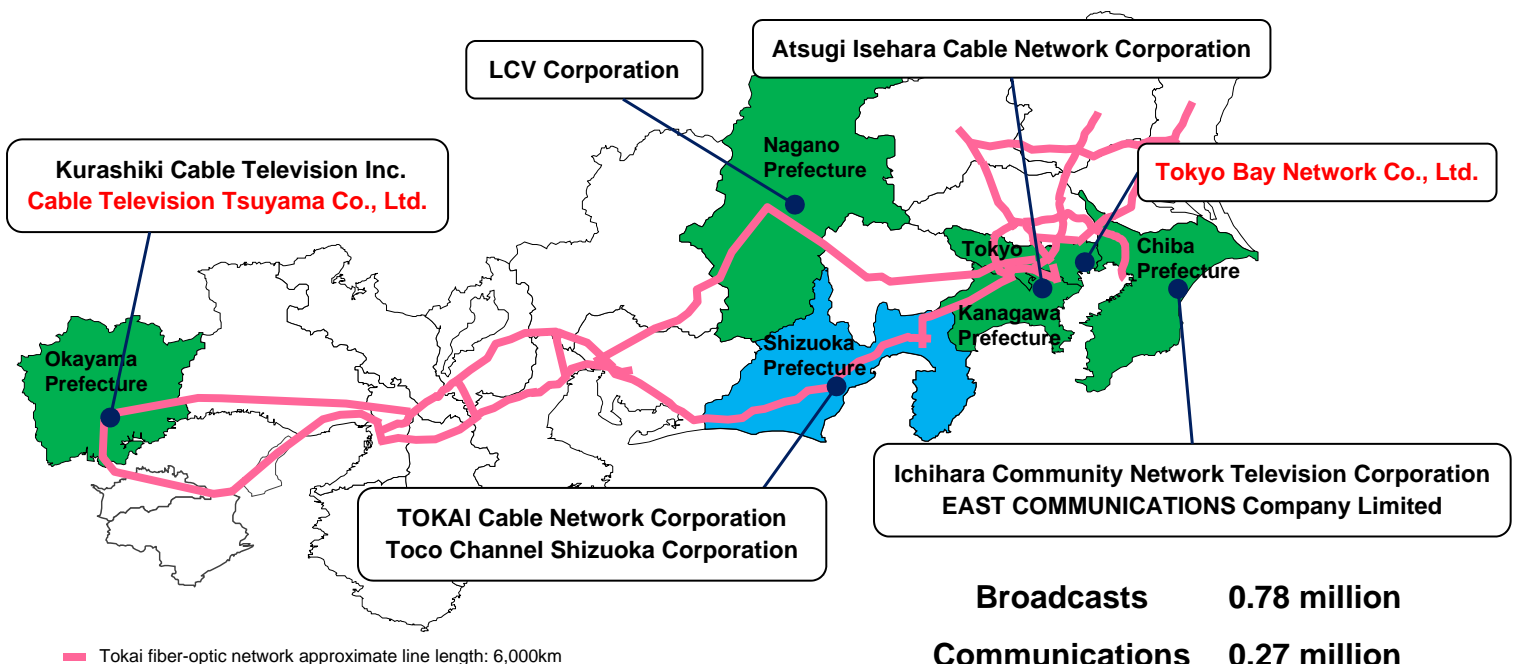 Atsugi Isehara Cable Network Corporation
LCV Corporation
Kurashiki Cable Television Inc.
Cable Television Tsuyama Co., Ltd.
Nagano
Prefecture
Tokyo Bay Network Co., Ltd.
Tokyo
Chiba
Prefecture
Kanagawa
Prefecture
Shizuoka
Prefecture
Okayama
Prefecture
Ichihara Community Network Television Corporation
EAST COMMUNICATIONS Company Limited
TOKAI Cable Network Corporation
Toco Channel Shizuoka Corporation
Broadcasts 0.78 million
Communications 0.27 million
Tokai fiber-optic network approximate line length: 6,000km